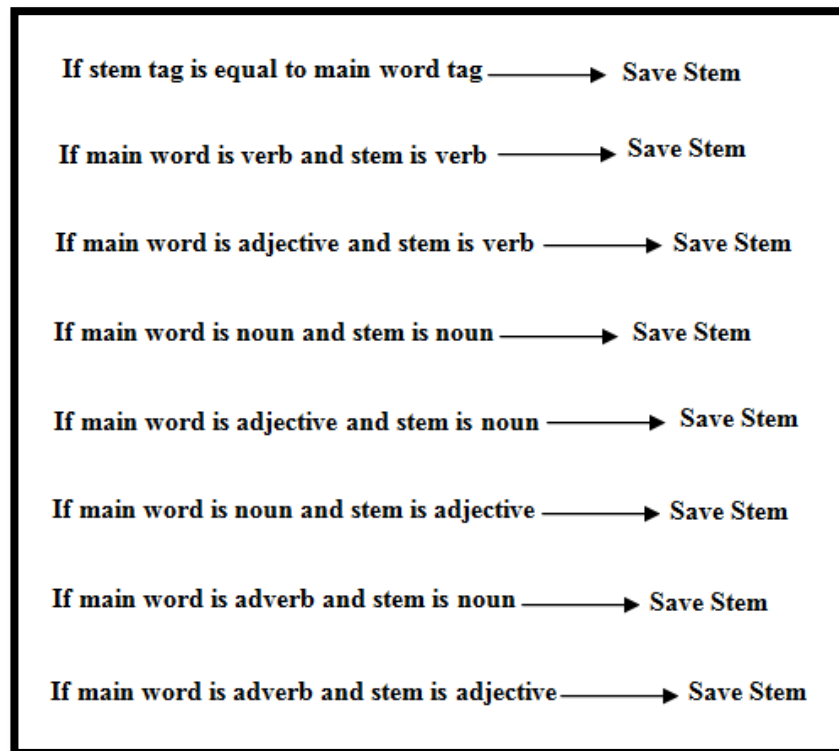 If stem tag is equal to main word tag Save Stem
If main word is verb and stem is verb Save Stem
If main word is adjective and stem is verb Save Stem
If main word is noun and stem is noun Save Stem
If main word is adjective and stem is noun Save Stem
If main word is noun and stem is adjective Save Stem
If main word is adverb and stem is noun Save Stem
If main word is adverb and stem is adjective Save Stem